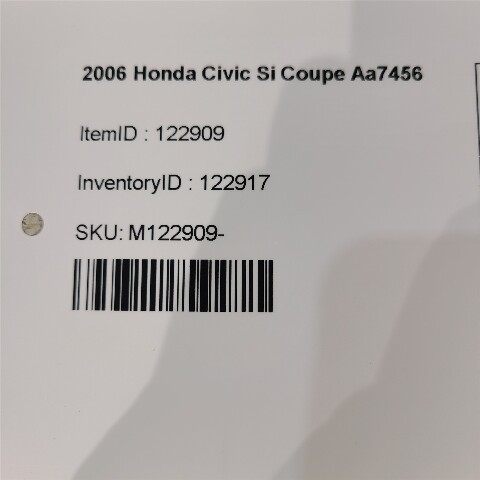 2006 Honda Civic Si Coupe Aa7456
ItemID : 122909
InventoryID : 122917
SKU: M122909-